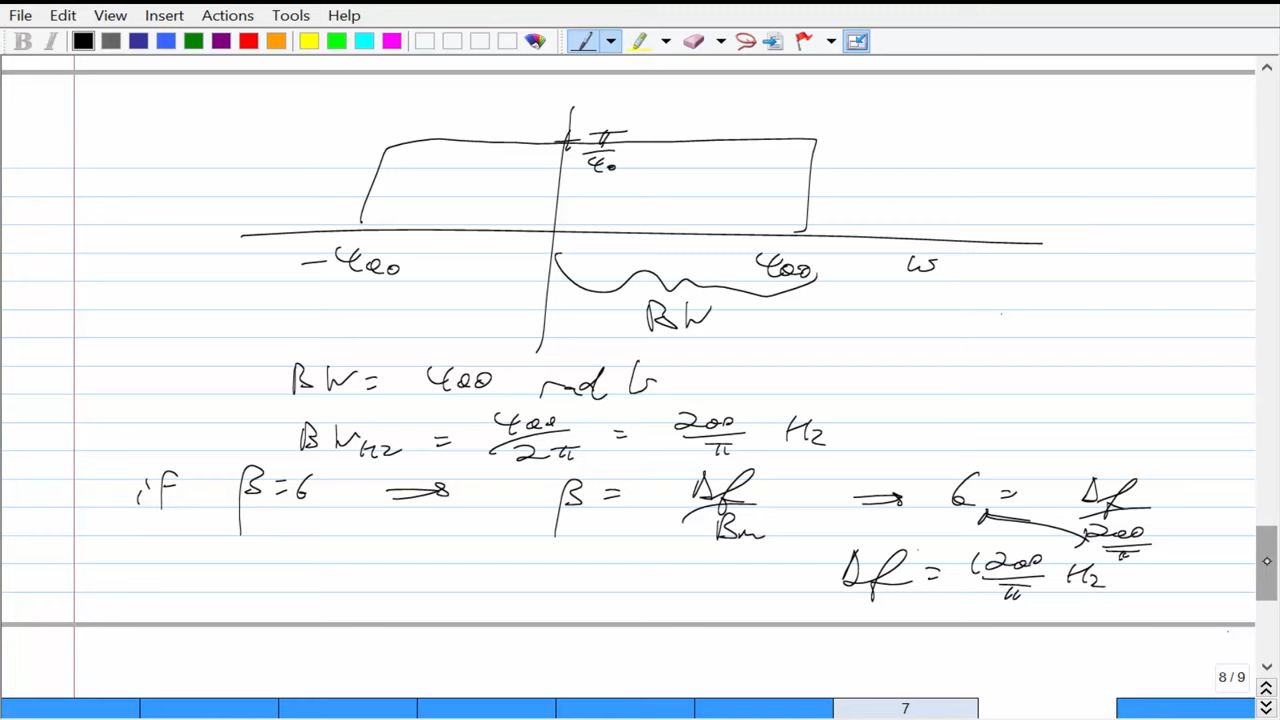 File Edit View Insert Actions Tools Help
B I
π/40
-400 400 ω
BW
BW = 400 rad/s
BW_Hz = 400/2π = 200/π Hz
if β = 6 ⇒ β = Δf/Bm ⇒ 6 = Δf/(200/π)
Δf = 1200/π Hz
8 / 9
7